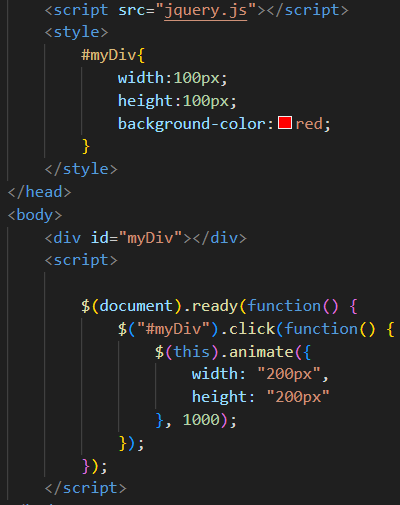 <script src="jquery.js"></script>
<style>
#myDiv{
width:100px;
height:100px;
background-color:red;
}
</style>
</head>
<body>
<div id="myDiv"></div>
<script>
$(document).ready(function() {
$("#myDiv").click(function() {
$(this).animate({
width: "200px",
height: "200px"
}, 1000);
});
});
</script>